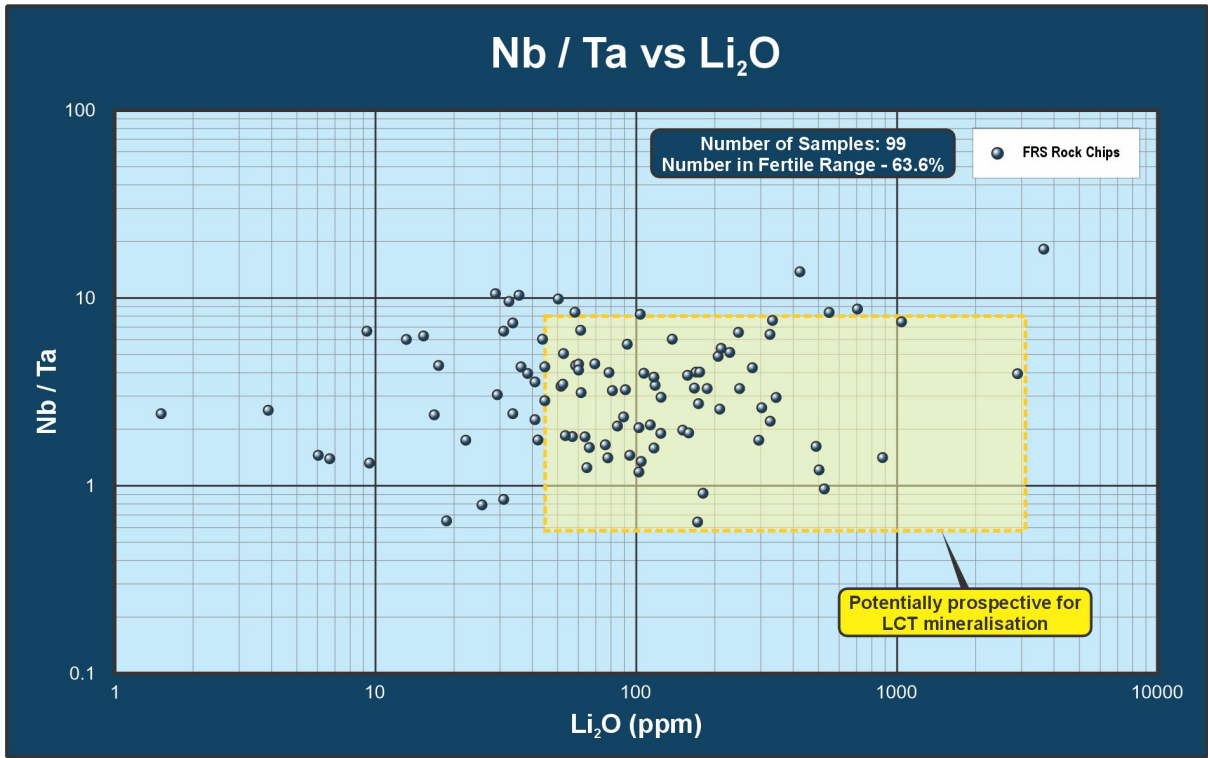 Nb / Ta vs Li₂O
Number of Samples: 99
Number in Fertile Range - 63.6%
FRS Rock Chips
100
10
1
0.1
Nb / Ta
Potentially prospective for
LCT mineralisation
1
10
100
1000
10000
Li₂O (ppm)